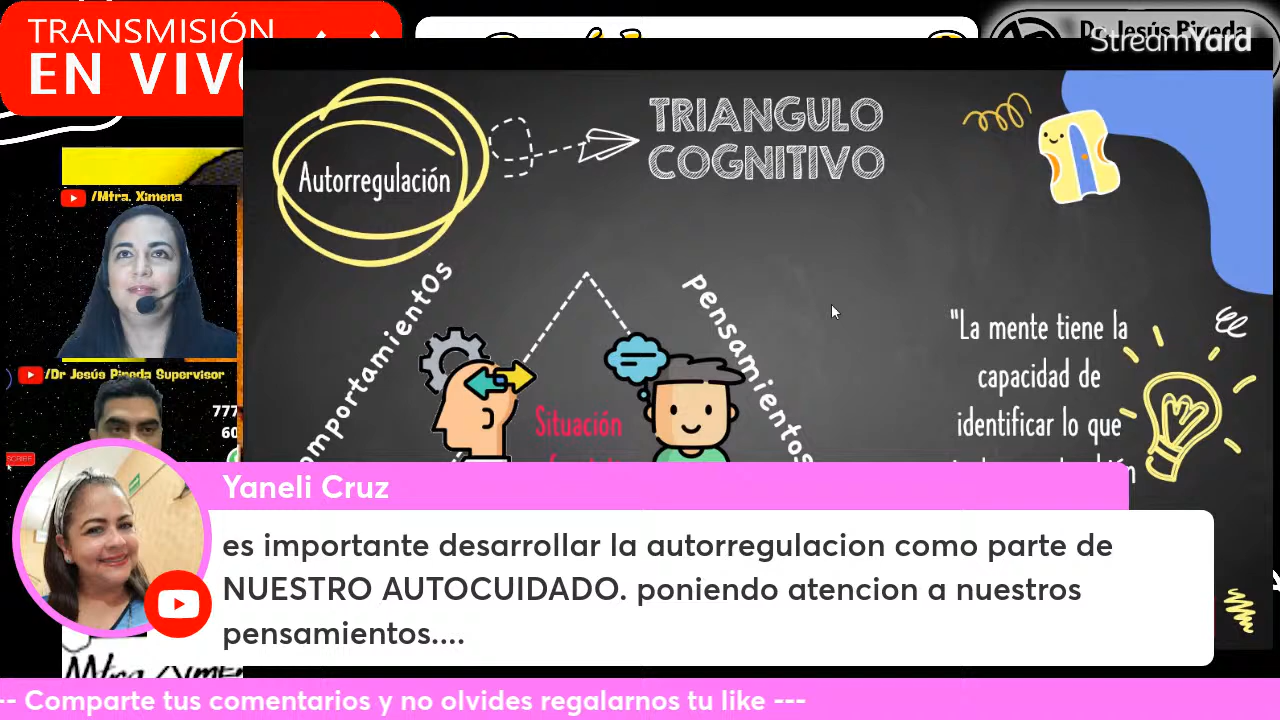 TRANSMISIÓN
EN VIV
Dr Jesús Pineda
StreamYard
TRIANGULO
COGNITIVO
Autorregulación
/Mtra. Ximena
pensamientos
omportamientos
"La mente tiene la
capacidad de
identificar lo que
Situación
/Dr Jesús Pineda Supervisor
777
60
Yaneli Cruz
es importante desarrollar la autorregulacion como parte de
NUESTRO AUTOCUIDADO. poniendo atencion a nuestros
pensamientos....
-- Comparte tus comentarios y no olvides regalarnos tu like ---